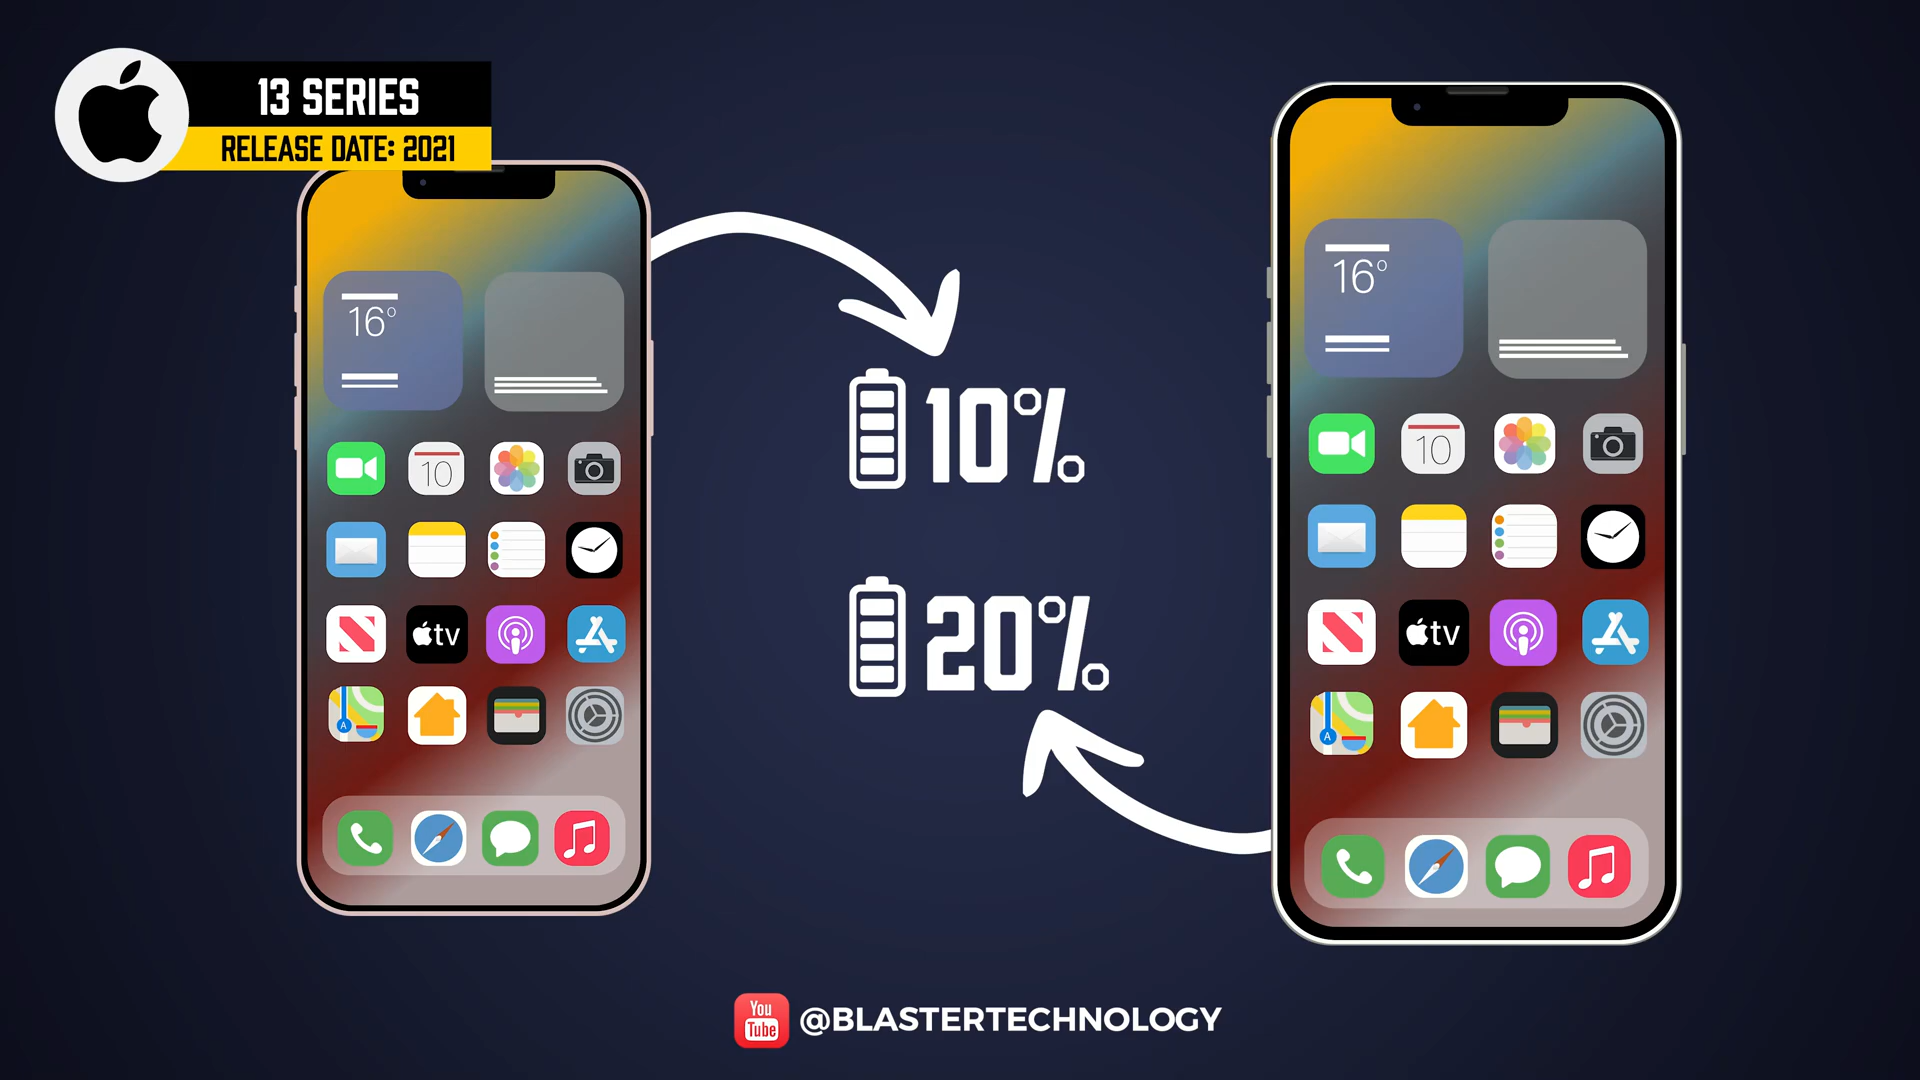 13 SERIES
RELEASE DATE: 2021
16°
10
tv
A
10%
20%
16°
10
tv
A
You
Tube
@BLASTERTECHNOLOGY